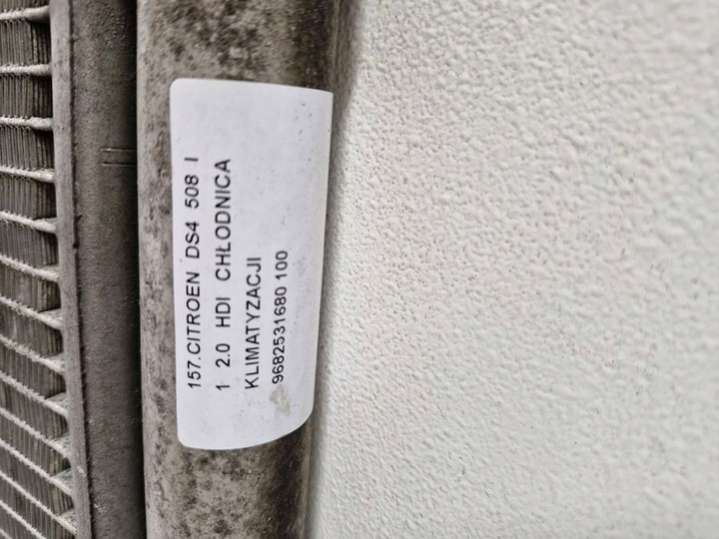 157.CITROEN DS4 508 I
1 2.0 HDI CHŁODNICA
KLIMATYZACJI
9682531680 100